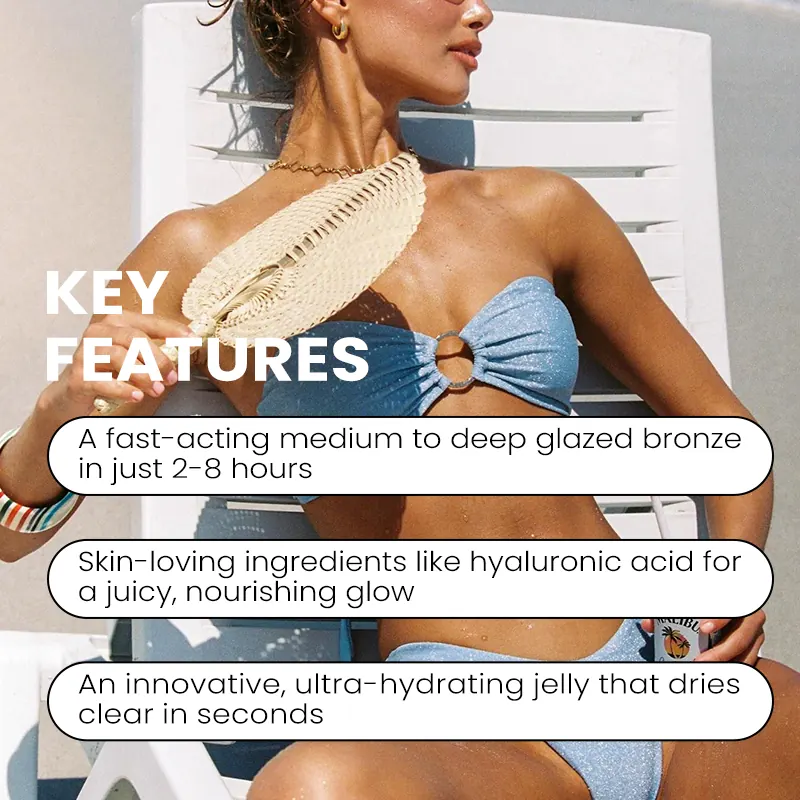 KEY
FEATURES
A fast-acting medium to deep glazed bronze
in just 2-8 hours
Skin-loving ingredients like hyaluronic acid for
a juicy, nourishing glow
An innovative, ultra-hydrating jelly that dries
clear in seconds